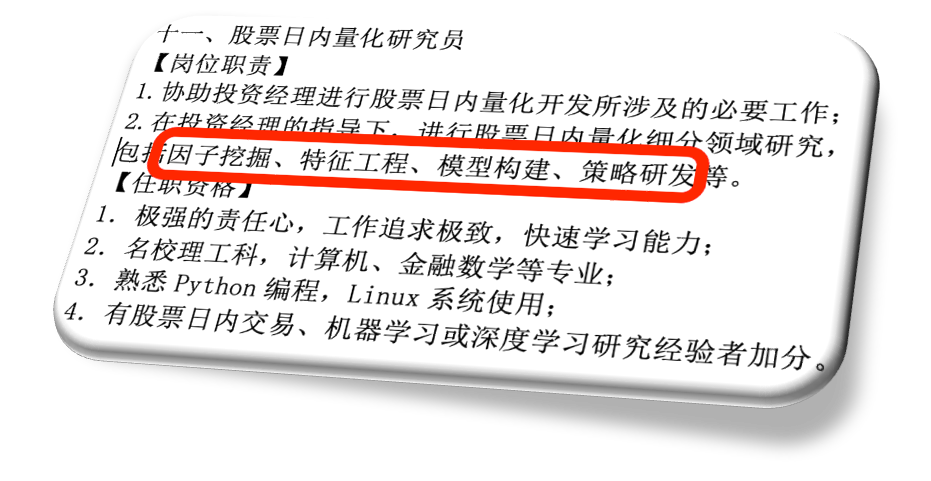 十一、股票日内量化研究员
【岗位职责】
1. 协助投资经理进行股票日内量化开发所涉及的必要工作；
2. 在投资经理的指导下，进行股票日内量化细分领域研究，
包括因子挖掘、特征工程、模型构建、策略研发等。
【任职资格】
1. 极强的责任心，工作追求极致，快速学习能力；
2. 名校理工科，计算机、金融数学等专业；
3. 熟悉 Python 编程，Linux 系统使用；
4. 有股票日内交易、机器学习或深度学习研究经验者加分。